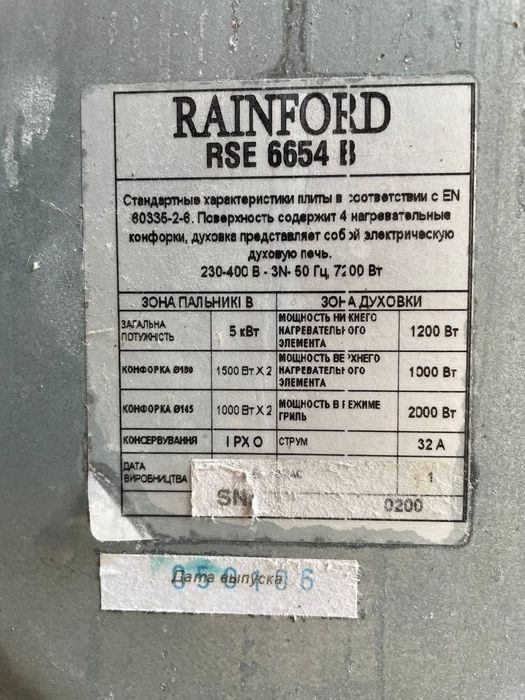 RAINFORD
RSE 6654 B
Стандартные характеристики плиты в соответствии с EN
60335-2-6. Поверхность содержит 4 нагревательные
конфорки, духовка представляет собой электрическую
духовую печь.
230-400 В - 3N- 50 Гц, 7200 Вт
ЗОНА ПАЛЬНИКІВ ЗОНА ДУХОВКИ
ЗАГАЛЬНА ПОТУЖНІСТЬ 5 кВт МОЩНОСТЬ НИЖНЕГО НАГРЕВАТЕЛЬНОГО ЭЛЕМЕНТА 1200 Вт
КОНФОРКА Ø180 1500 Вт X 2 МОЩНОСТЬ ВЕРХНЕГО НАГРЕВАТЕЛЬНОГО ЭЛЕМЕНТА 1000 Вт
КОНФОРКА Ø145 1000 Вт X 2 МОЩНОСТЬ В РЕЖИМЕ ГРИЛЬ 2000 Вт
КОНСЕРВУВАННЯ I PX O СТРУМ 32 А
ДАТА ВИРОБНИЦТВА 1
SN 0200
Дата выпуска